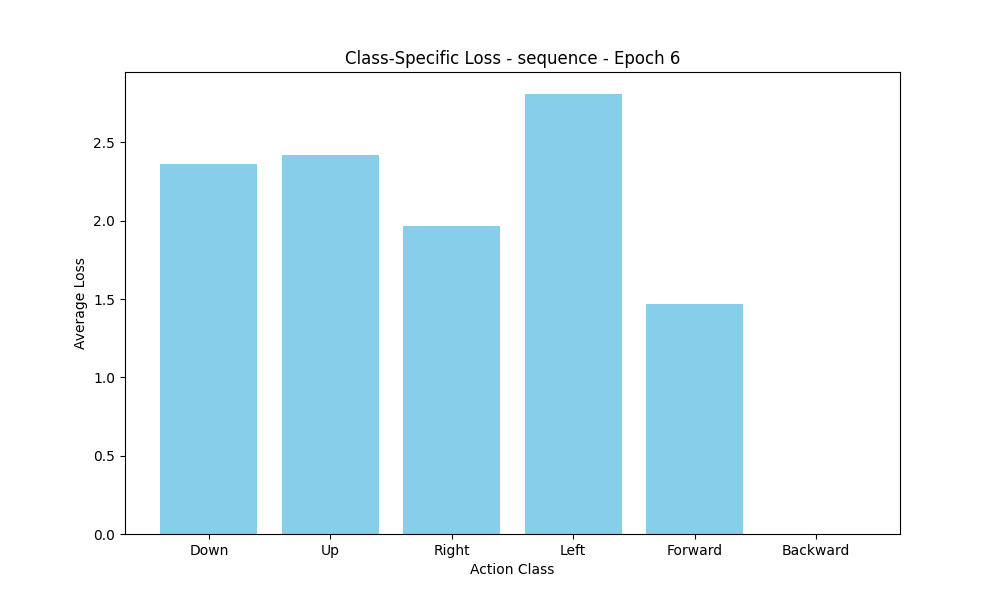 Class-Specific Loss - sequence - Epoch 6
2.5
2.0
1.5
1.0
0.5
0.0
Average Loss
Down Up Right Left Forward Backward
Action Class